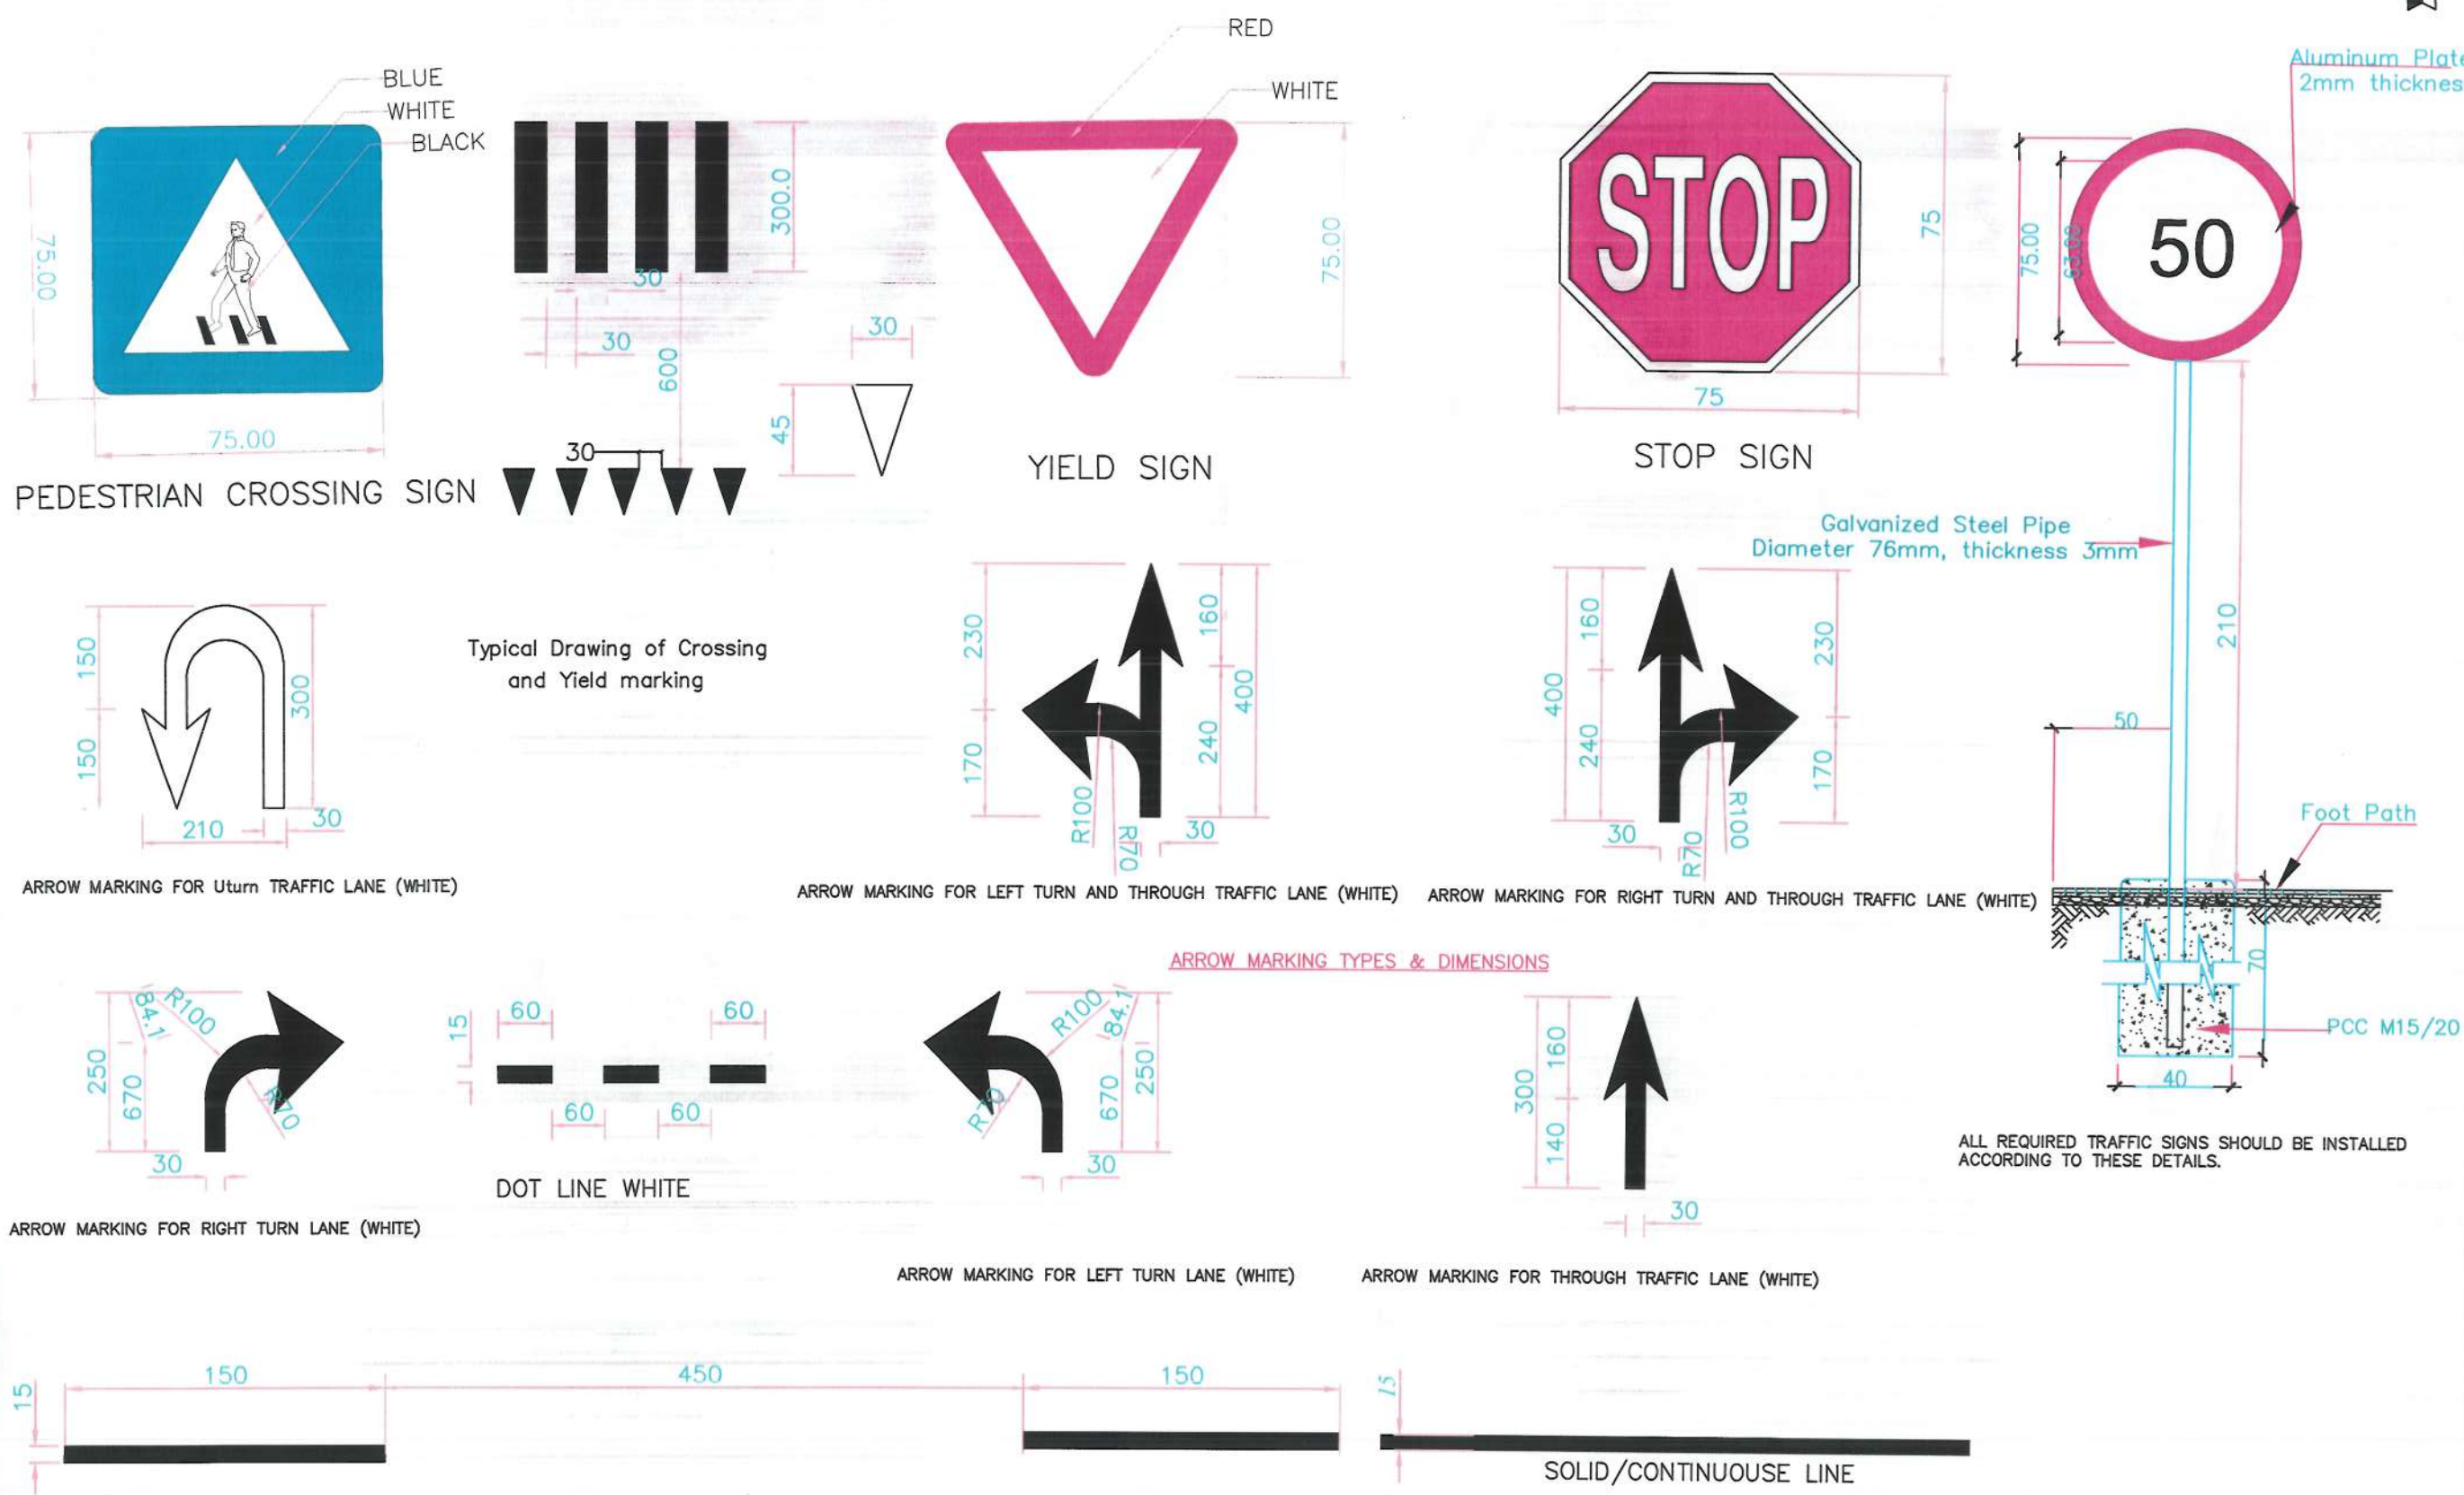 RED
BLUE
WHITE
BLACK
WHITE
Aluminum Plate
2mm thicknes
75.00
75.00
PEDESTRIAN CROSSING SIGN
300.0
30
30
600
30
30
45
75.00
YIELD SIGN
STOP
75
75
STOP SIGN
75.00
63.00
50
Galvanized Steel Pipe
Diameter 76mm, thickness 3mm
210
50
Foot Path
70
PCC M15/20
40
150
150
300
210
30
ARROW MARKING FOR Uturn TRAFFIC LANE (WHITE)
Typical Drawing of Crossing
and Yield marking
230
170
160
240
400
R100
R70
30
ARROW MARKING FOR LEFT TURN AND THROUGH TRAFFIC LANE (WHITE)
400
160
240
230
170
30
R70
R100
ARROW MARKING FOR RIGHT TURN AND THROUGH TRAFFIC LANE (WHITE)
ARROW MARKING TYPES & DIMENSIONS
250
84.1
R100
670
R70
30
ARROW MARKING FOR RIGHT TURN LANE (WHITE)
15
60
60
60
60
DOT LINE WHITE
R100
84.1
R70
670
250
30
ARROW MARKING FOR LEFT TURN LANE (WHITE)
300
160
140
30
ARROW MARKING FOR THROUGH TRAFFIC LANE (WHITE)
ALL REQUIRED TRAFFIC SIGNS SHOULD BE INSTALLED
ACCORDING TO THESE DETAILS.
15
150
450
150
15
SOLID/CONTINUOUSE LINE